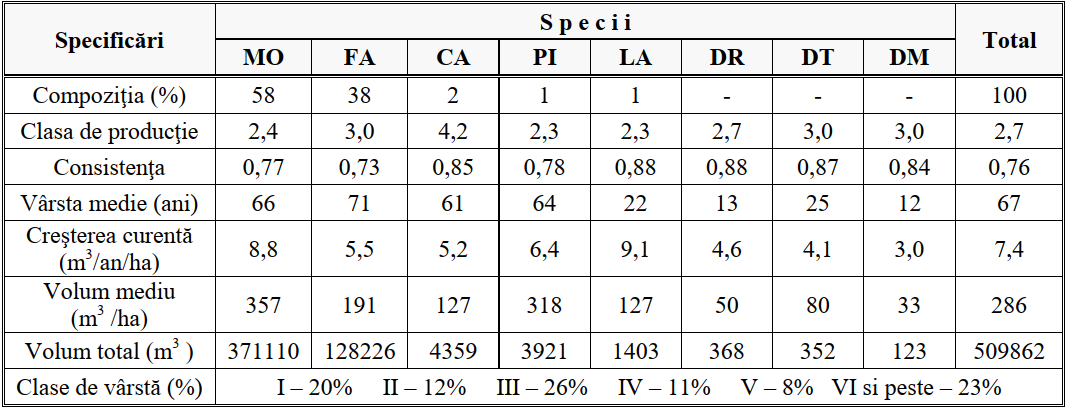 Specificări S p e c i i Total
MO FA CA PI LA DR DT DM
Compoziţia (%) 58 38 2 1 1 - - - 100
Clasa de producţie 2,4 3,0 4,2 2,3 2,3 2,7 3,0 3,0 2,7
Consistenţa 0,77 0,73 0,85 0,78 0,88 0,88 0,87 0,84 0,76
Vârsta medie (ani) 66 71 61 64 22 13 25 12 67
Creşterea curentă
(m3/an/ha) 8,8 5,5 5,2 6,4 9,1 4,6 4,1 3,0 7,4
Volum mediu
(m3 /ha) 357 191 127 318 127 50 80 33 286
Volum total (m3 ) 371110 128226 4359 3921 1403 368 352 123 509862
Clase de vârstă (%) I – 20% II – 12% III – 26% IV – 11% V – 8% VI si peste – 23%